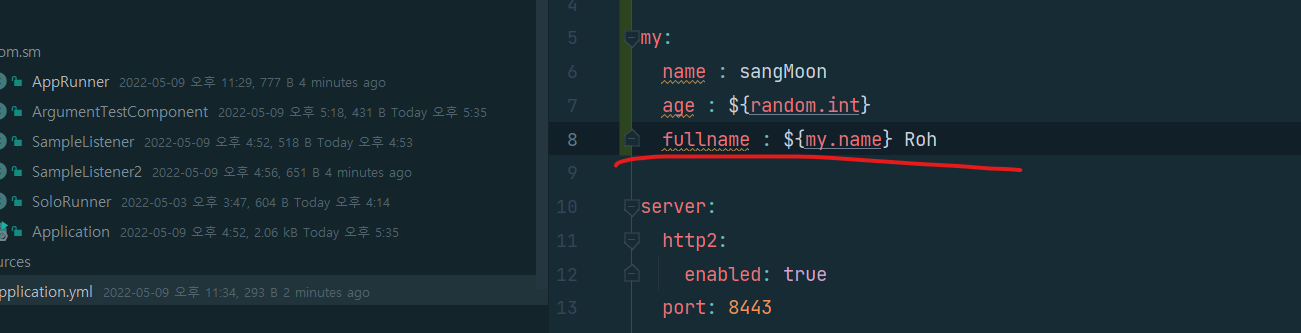 om.sm
AppRunner 2022-05-09 오후 11:29, 777 B 4 minutes ago
ArgumentTestComponent 2022-05-09 오후 5:18, 431 B Today 오후 5:35
SampleListener 2022-05-09 오후 4:52, 518 B Today 오후 4:53
SampleListener2 2022-05-09 오후 4:56, 651 B 4 minutes ago
SoloRunner 2022-05-03 오후 3:47, 604 B Today 오후 4:14
Application 2022-05-09 오후 4:52, 2.06 kB Today 오후 5:35
urces
pplication.yml 2022-05-09 오후 11:34, 293 B 2 minutes ago
4
5 my:
6 name : sangMoon
7 age : ${random.int}
8 fullname : ${my.name} Roh
9
10 server:
11 http2:
12 enabled: true
13 port: 8443